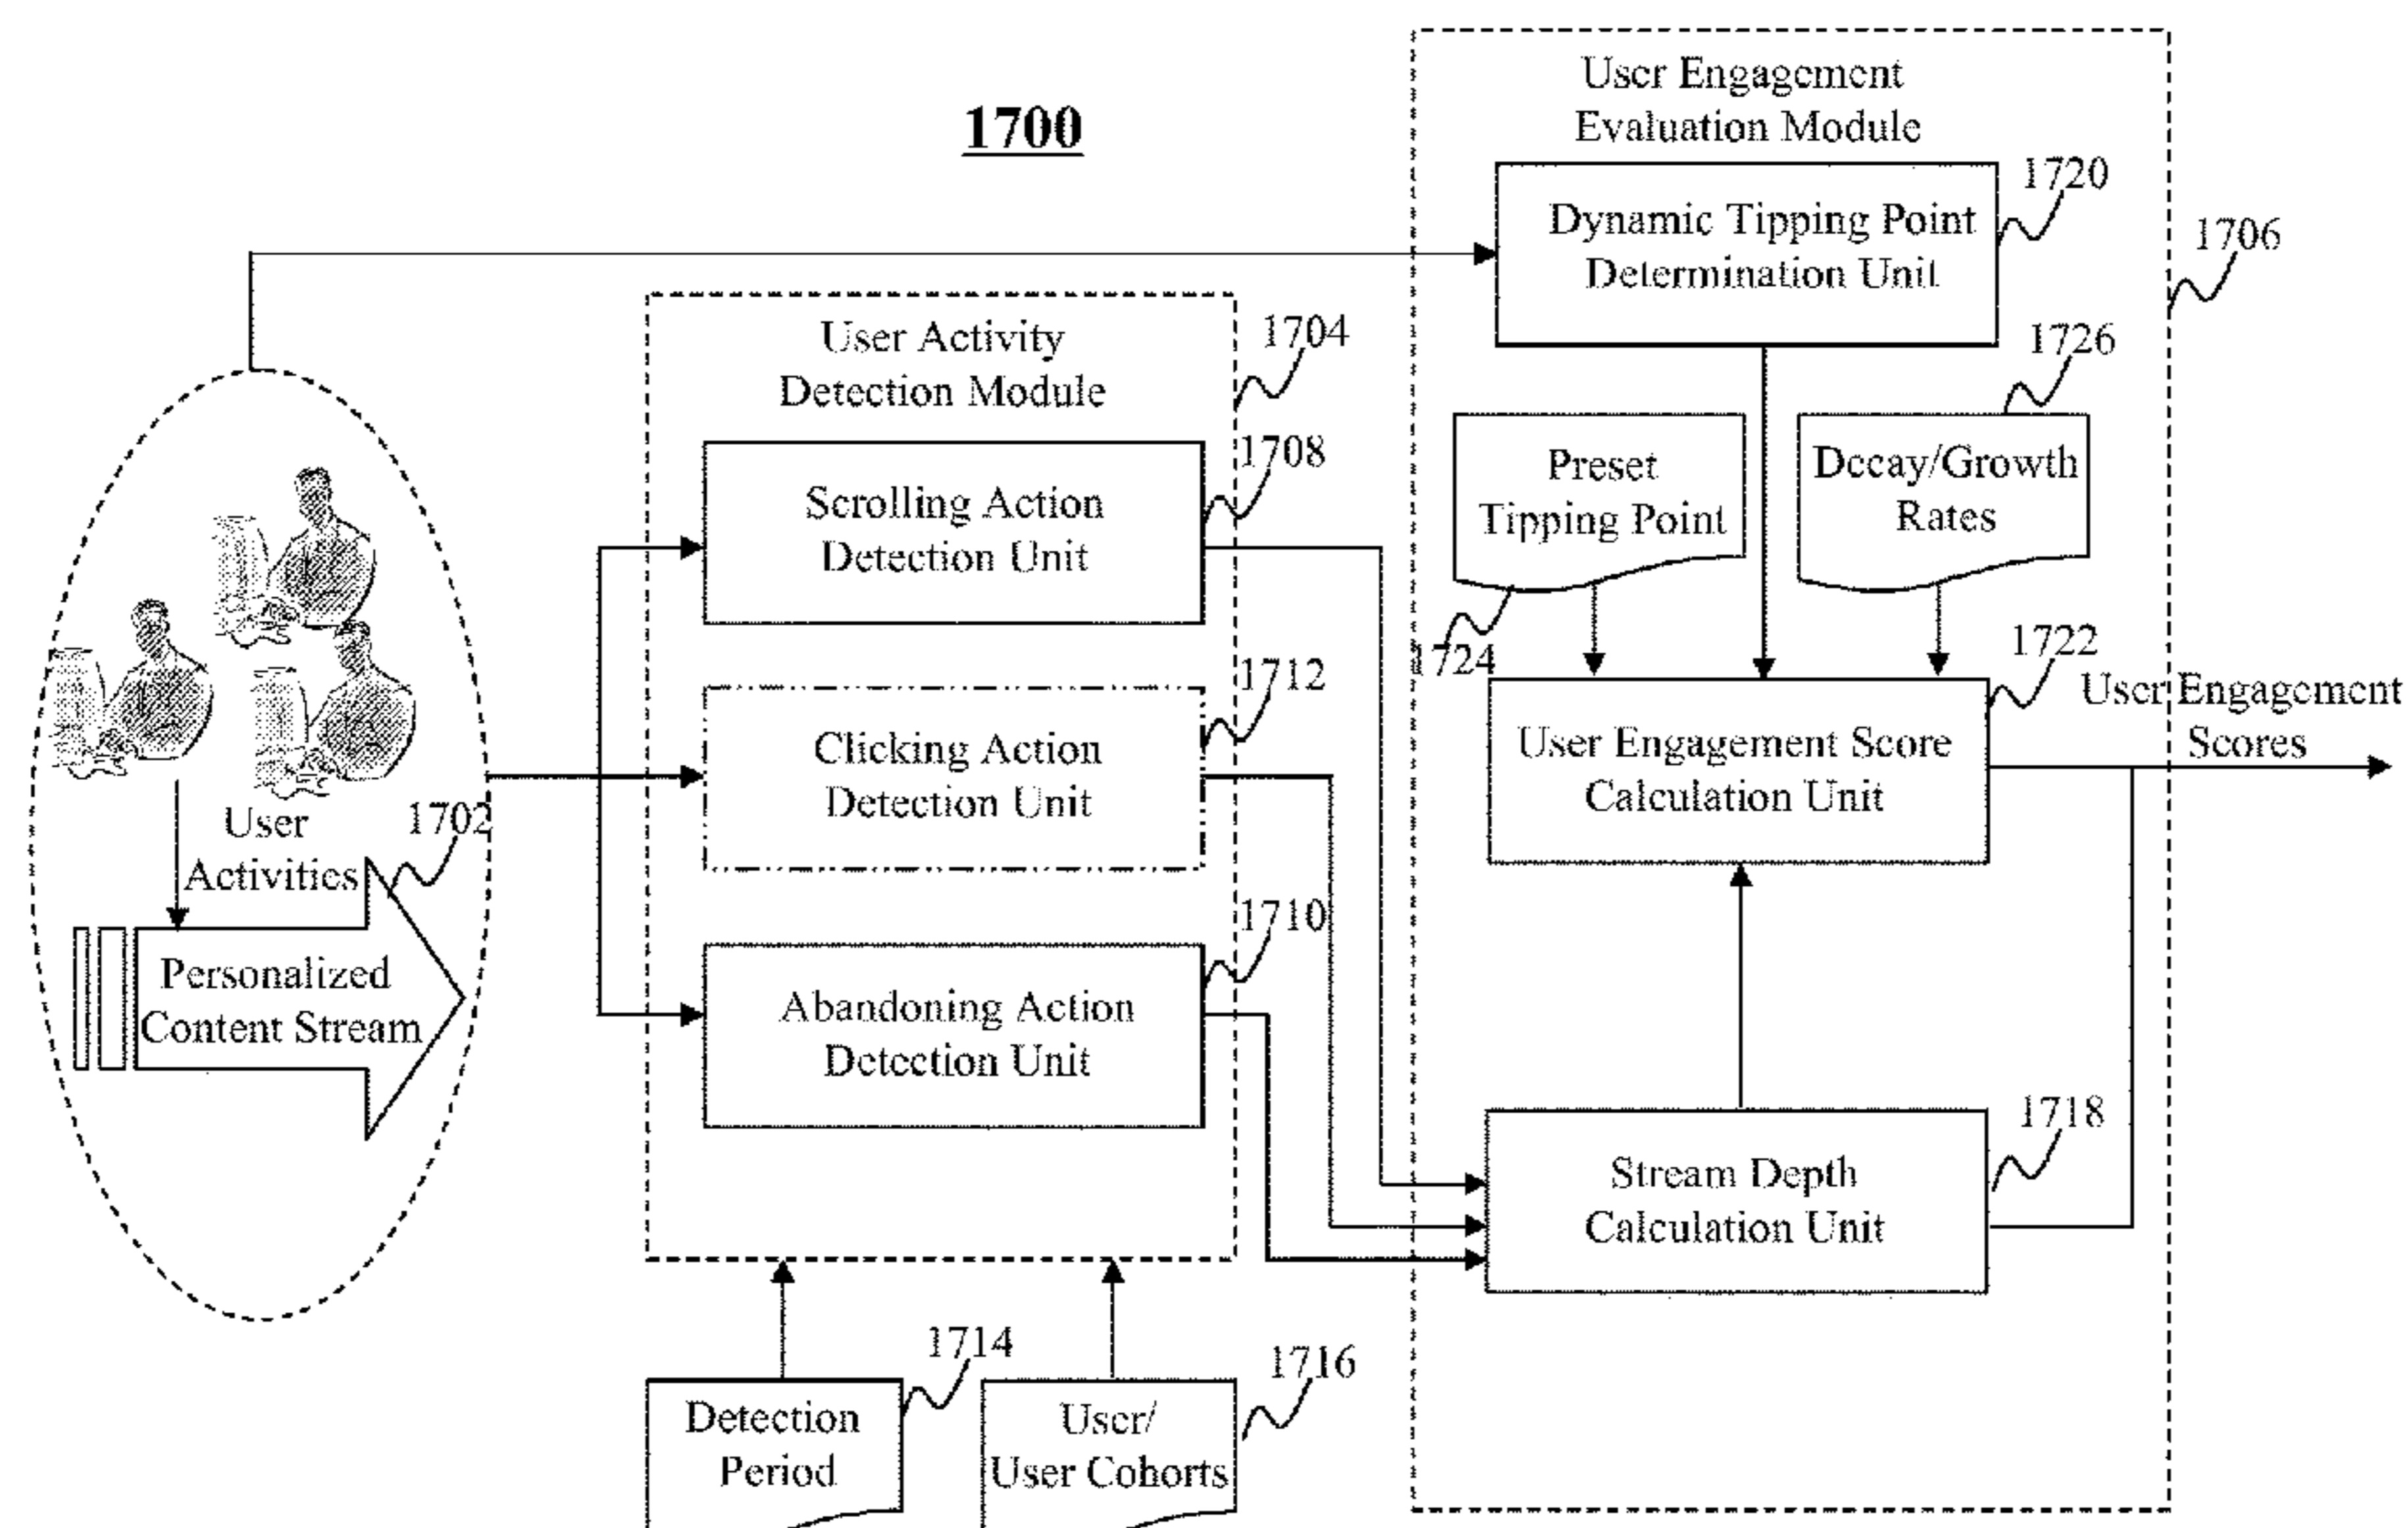 1700
User Engagement
Evaluation Module
1720
Dynamic Tipping Point
Determination Unit
1706
User Activity
Detection Module
1704
1726
1708
Preset
Tipping Point
Decay/Growth
Rates
Scrolling Action
Detection Unit
1724
1722
1712
User Engagement
Scores
Clicking Action
Detection Unit
User Engagement Score
Calculation Unit
User
Activities
1702
1710
Personalized
Content Stream
Abandoning Action
Detection Unit
1718
Stream Depth
Calculation Unit
1714
1716
Detection
Period
User/
User Cohorts